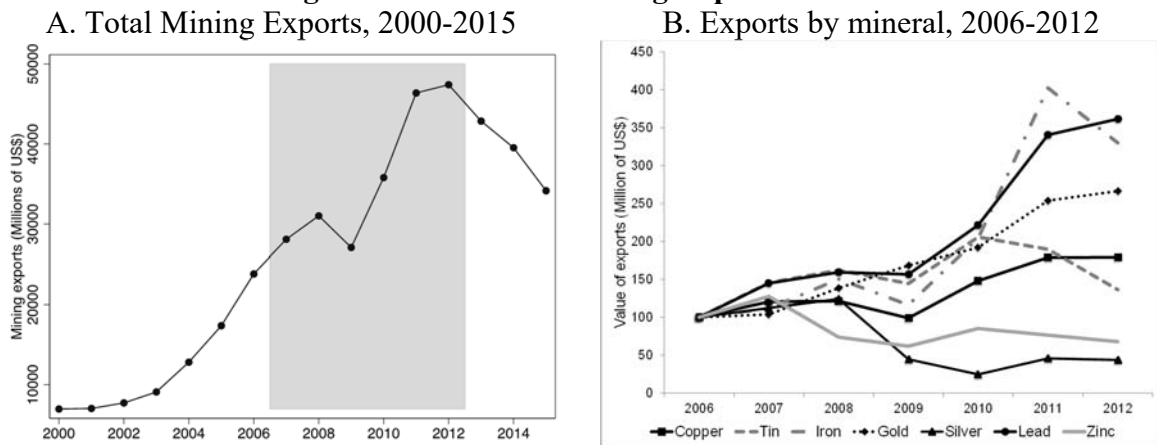 A. Total Mining Exports, 2000-2015
Mining exports (Millions of US$)
50000
40000
30000
20000
10000
2000 2002 2004 2006 2008 2010 2012 2014
B. Exports by mineral, 2006-2012
Value of exports (Million of US$)
450
400
350
300
250
200
150
100
50
0
2006 2007 2008 2009 2010 2011 2012
Copper Tin Iron Gold Silver Lead Zinc